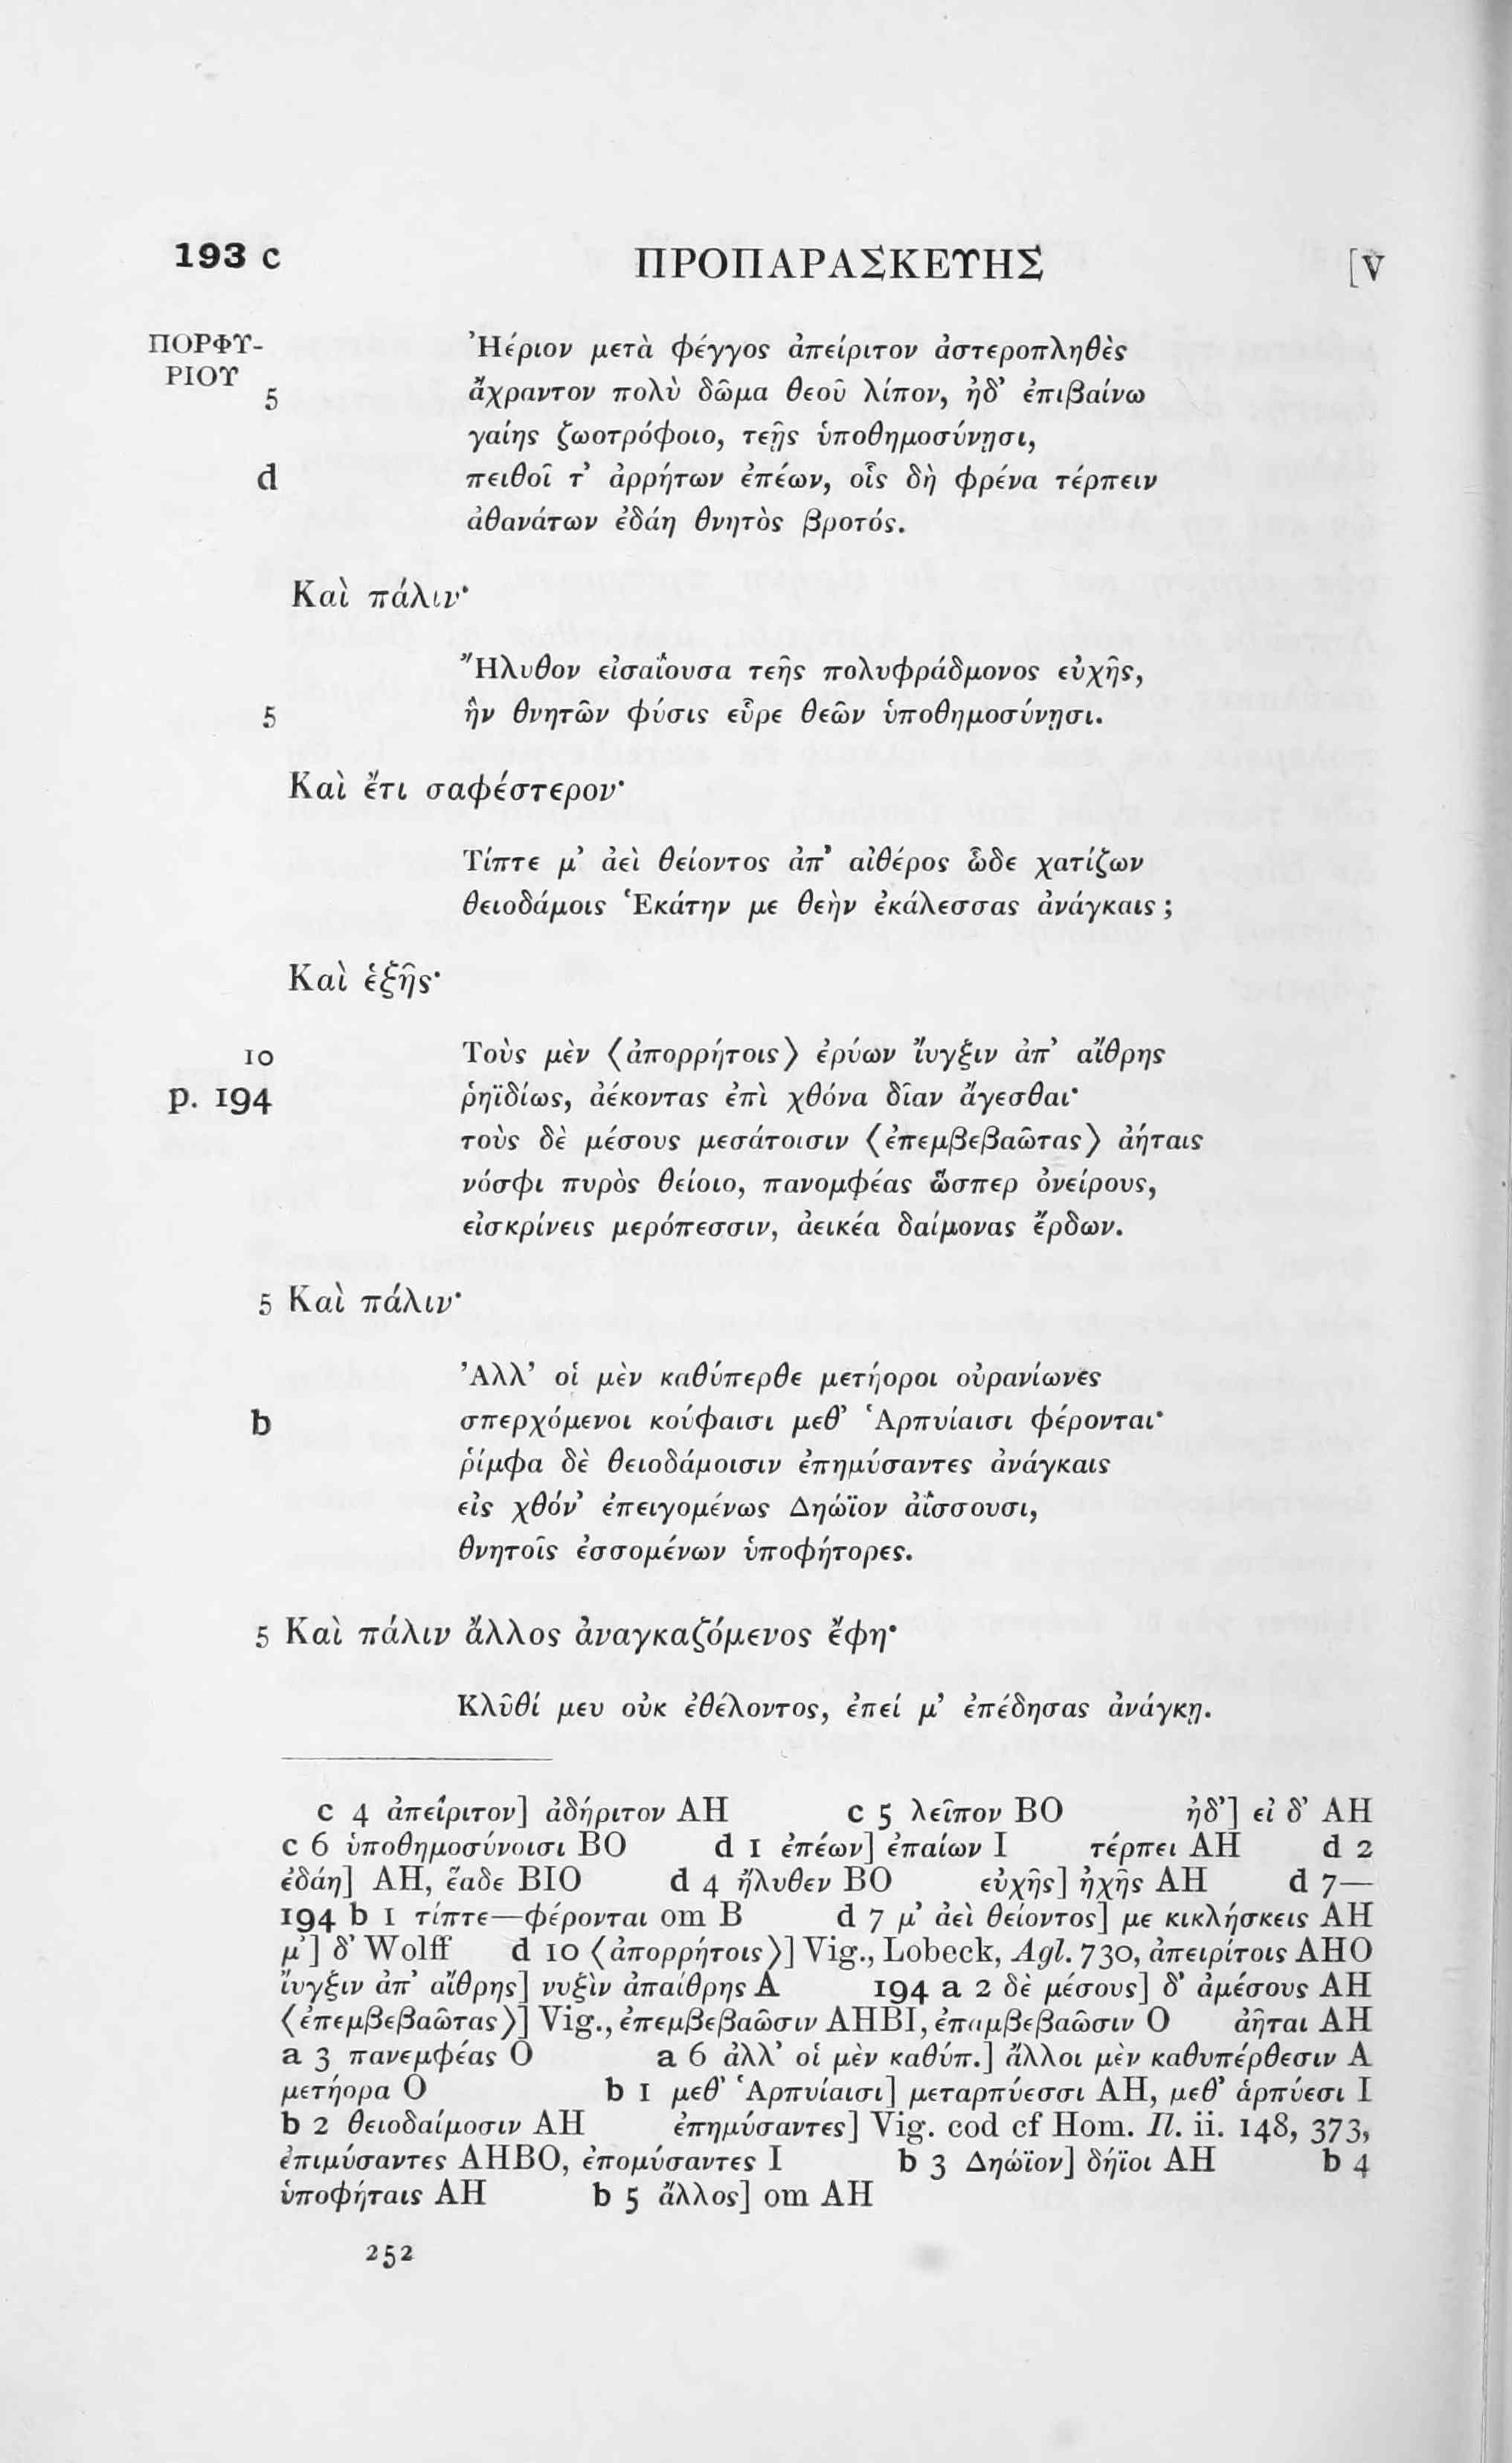 193 c ΠΡΟΠΑΡΑΣΚΕΥΗΣ [V
ΠΟΡΦΥ- Ἠέριον μετὰ φέγγος ἀπείριτον ἀστεροπληθὲς
ΡΙΟΥ
5 ἄχραντον πολὺ δῶμα θεοῦ λίπον, ἠδ’ ἐπιβαίνω
γαίης ζωοτρόφοιο, τεῇς ὑποθημοσύνῃσι,
d πειθοῖ τ’ ἀρρήτων ἐπέων, οἷς δὴ φρένα τέρπειν
ἀθανάτων ἐδάη θνητὸς βροτός.
Καὶ πάλιν·
Ἤλυθον εἰσαΐουσα τεῆς πολυφράδμονος εὐχῆς,
5 ἣν θνητῶν φύσις εὗρε θεῶν ὑποθημοσύνῃσι.
Καὶ ἔτι σαφέστερον·
Τίπτε μ’ ἀεὶ θείοντος ἀπ’ αἰθέρος ὧδε χατίζων
θειοδάμοις Ἑκάτην με θεὴν ἐκάλεσσας ἀνάγκαις ;
Καὶ ἑξῆς·
10 Τοὺς μὲν ⟨ἀπορρήτοις⟩ ἐρύων ἴυγξιν ἀπ’ αἴθρης
p. 194 ῥηϊδίως, ἀέκοντας ἐπὶ χθόνα δῖαν ἄγεσθαι·
τοὺς δὲ μέσους μεσάτοισιν ⟨ἐπεμβεβαῶτας⟩ ἀήταις
νόσφι πυρὸς θείοιο, πανομφέας ὥσπερ ὀνείρους,
εἰσκρίνεις μερόπεσσιν, ἀεικέα δαίμονας ἔρδων.
5 Καὶ πάλιν·
Ἀλλ’ οἱ μὲν καθύπερθε μετήοροι οὐρανίωνες
b σπερχόμενοι κούφαισι μεθ’ Ἁρπυίαισι φέρονται·
ῥίμφα δὲ θειοδάμοισιν ἐπημύσαντες ἀνάγκαις
εἰς χθόν’ ἐπειγομένως Δηώϊον ἀΐσσουσι,
θνητοῖς ἐσσομένων ὑποφήτορες.
5 Καὶ πάλιν ἄλλος ἀναγκαζόμενος ἔφη·
Κλῦθί μευ οὐκ ἐθέλοντος, ἐπεί μ’ ἐπέδησας ἀνάγκῃ.
c 4 ἀπείριτον] ἀδήριτον AH c 5 λεῖπον BO ἠδ’] εἰ δ’ AH
c 6 ὑποθημοσύνοισι BO d 1 ἐπέων] ἐπαίων I τέρπει AH d 2
ἐδάη] AH, ἕαδε BIO d 4 ἤλυθεν BO εὐχῆς] ἠχῆς AH d 7—
194 b 1 τίπτε—φέρονται om B d 7 μ’ ἀεὶ θείοντος] με κικλήσκεις AH
μ’] δ’ Wolff d 10 ⟨ἀπορρήτοις⟩] Vig., Lobeck, Agl. 730, ἀπειρίτοις AHO
ἴυγξιν ἀπ’ αἴθρης] νυξὶν ἀπαίθρης A 194 a 2 δὲ μέσους] δ’ ἀμέσους AH
⟨ἐπεμβεβαῶτας⟩] Vig., ἐπεμβεβαῶσιν AHBI, ἐπαμβεβαῶσιν O ἀῆται AH
a 3 πανεμφέας O a 6 ἀλλ’ οἱ μὲν καθύπ.] ἄλλοι μὲν καθυπέρθεσιν A
μετήορα O b 1 μεθ’ Ἁρπυίαισι] μεταρπύεσσι AH, μεθ’ ἁρπύεσι I
b 2 θειοδαίμοσιν AH ἐπημύσαντες] Vig. cod cf Hom. Il. ii. 148, 373,
ἐπιμύσαντες AHBO, ἐπομύσαντες I b 3 Δηώϊον] δήϊοι AH b 4
ὑποφήταις AH b 5 ἄλλος] om AH
252